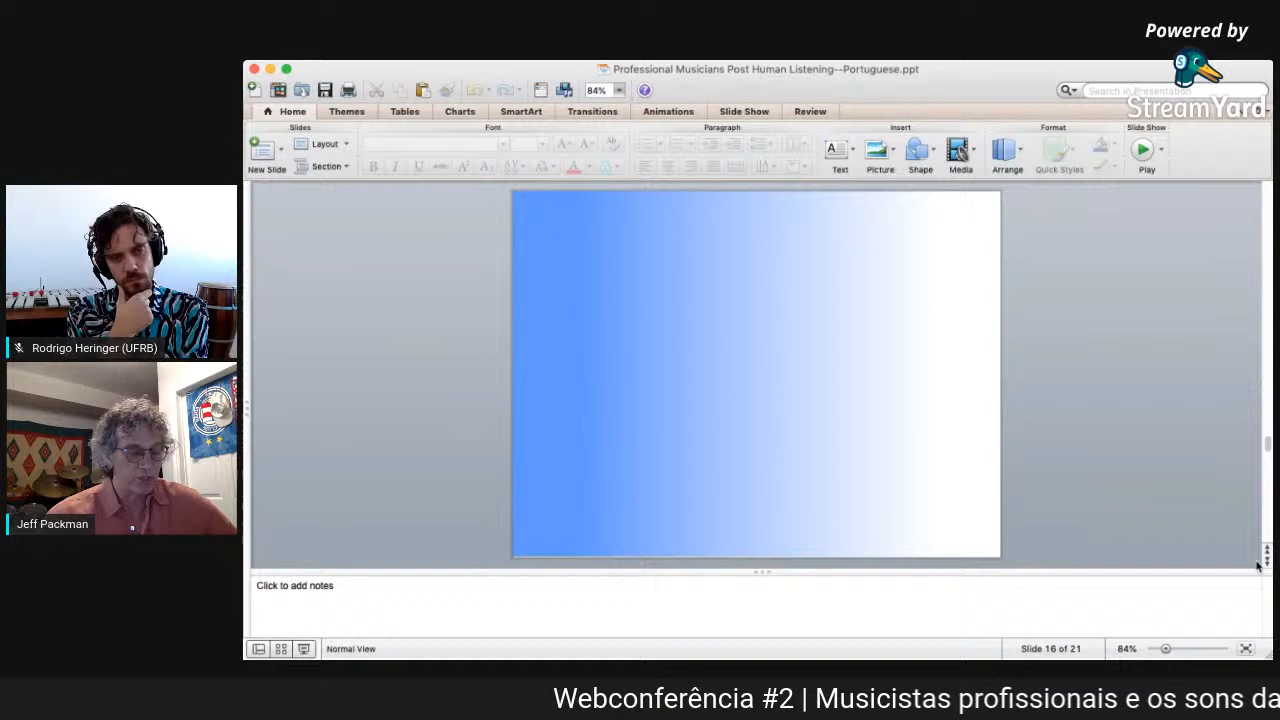 Powered by
StreamYard
Professional Musicians Post Human Listening--Portuguese.ppt
84%
Search in Presentation
Home Themes Tables Charts SmartArt Transitions Animations Slide Show Review
Slides Font Paragraph Insert Format Slide Show
New Slide
Layout
Section
B I U
Text Picture Shape Media Arrange Quick Styles Play
Rodrigo Heringer (UFRB)
Jeff Packman
Click to add notes
Normal View
Slide 16 of 21
84%
Webconferência #2 | Musicistas profissionais e os sons da